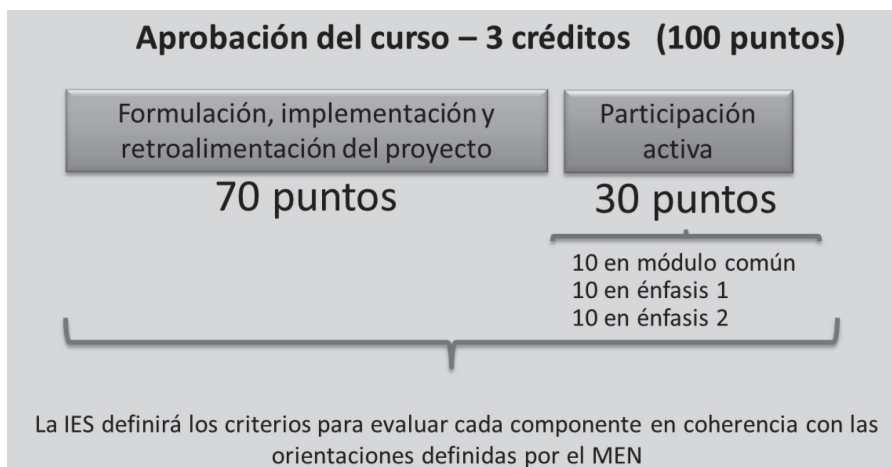 Aprobación del curso – 3 créditos (100 puntos)
Formulación, implementación y
retroalimentación del proyecto
Participación
activa
70 puntos
30 puntos
10 en módulo común
10 en énfasis 1
10 en énfasis 2
La IES definirá los criterios para evaluar cada componente en coherencia con las
orientaciones definidas por el MEN